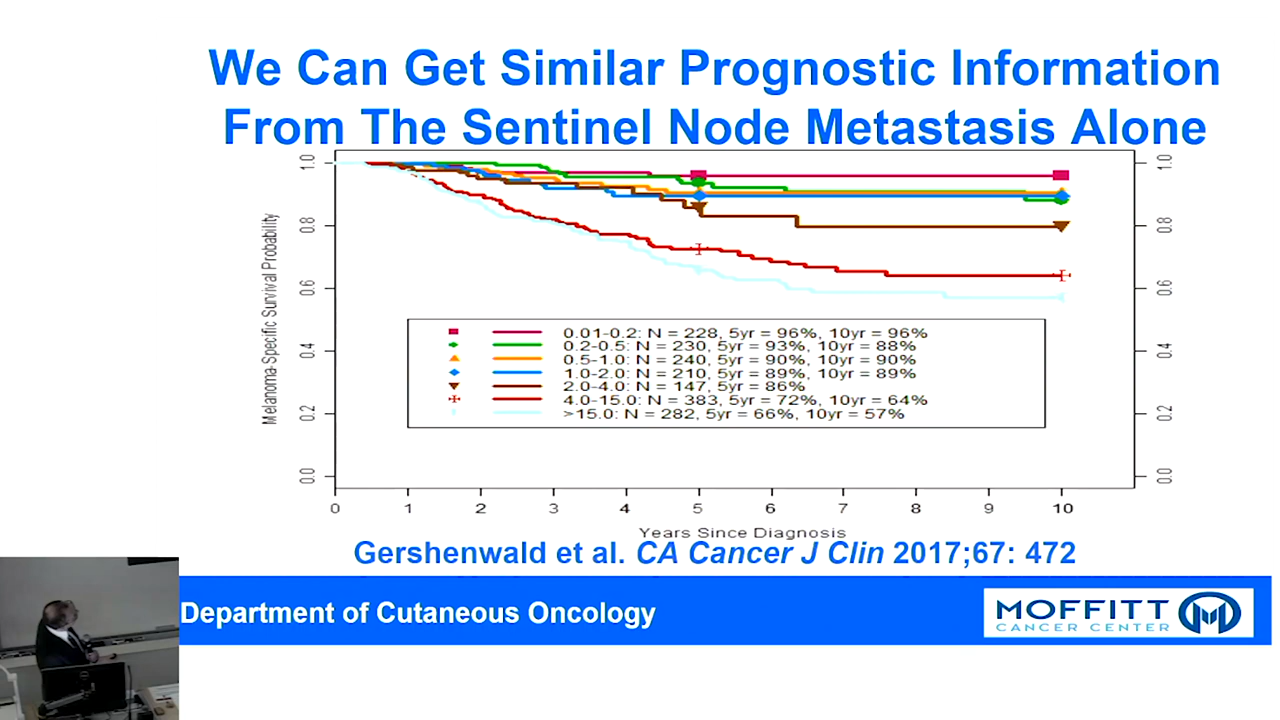 We Can Get Similar Prognostic Information
From The Sentinel Node Metastasis Alone
1.0
0.8
0.6
0.4
0.2
0.0
Melanoma-Specific Survival Probability
1.0
0.8
0.6
0.4
0.2
0.0
0.01-0.2: N = 228, 5yr = 96%, 10yr = 96%
0.2-0.5: N = 230, 5yr = 93%, 10yr = 88%
0.5-1.0: N = 240, 5yr = 90%, 10yr = 90%
1.0-2.0: N = 210, 5yr = 89%, 10yr = 89%
2.0-4.0: N = 147, 5yr = 86%
4.0-15.0: N = 383, 5yr = 72%, 10yr = 64%
>15.0: N = 282, 5yr = 66%, 10yr = 57%
0 1 2 3 4 5 6 7 8 9 10
Years Since Diagnosis
Gershenwald et al. CA Cancer J Clin 2017;67: 472
Department of Cutaneous Oncology
MOFFITT
CANCER CENTER